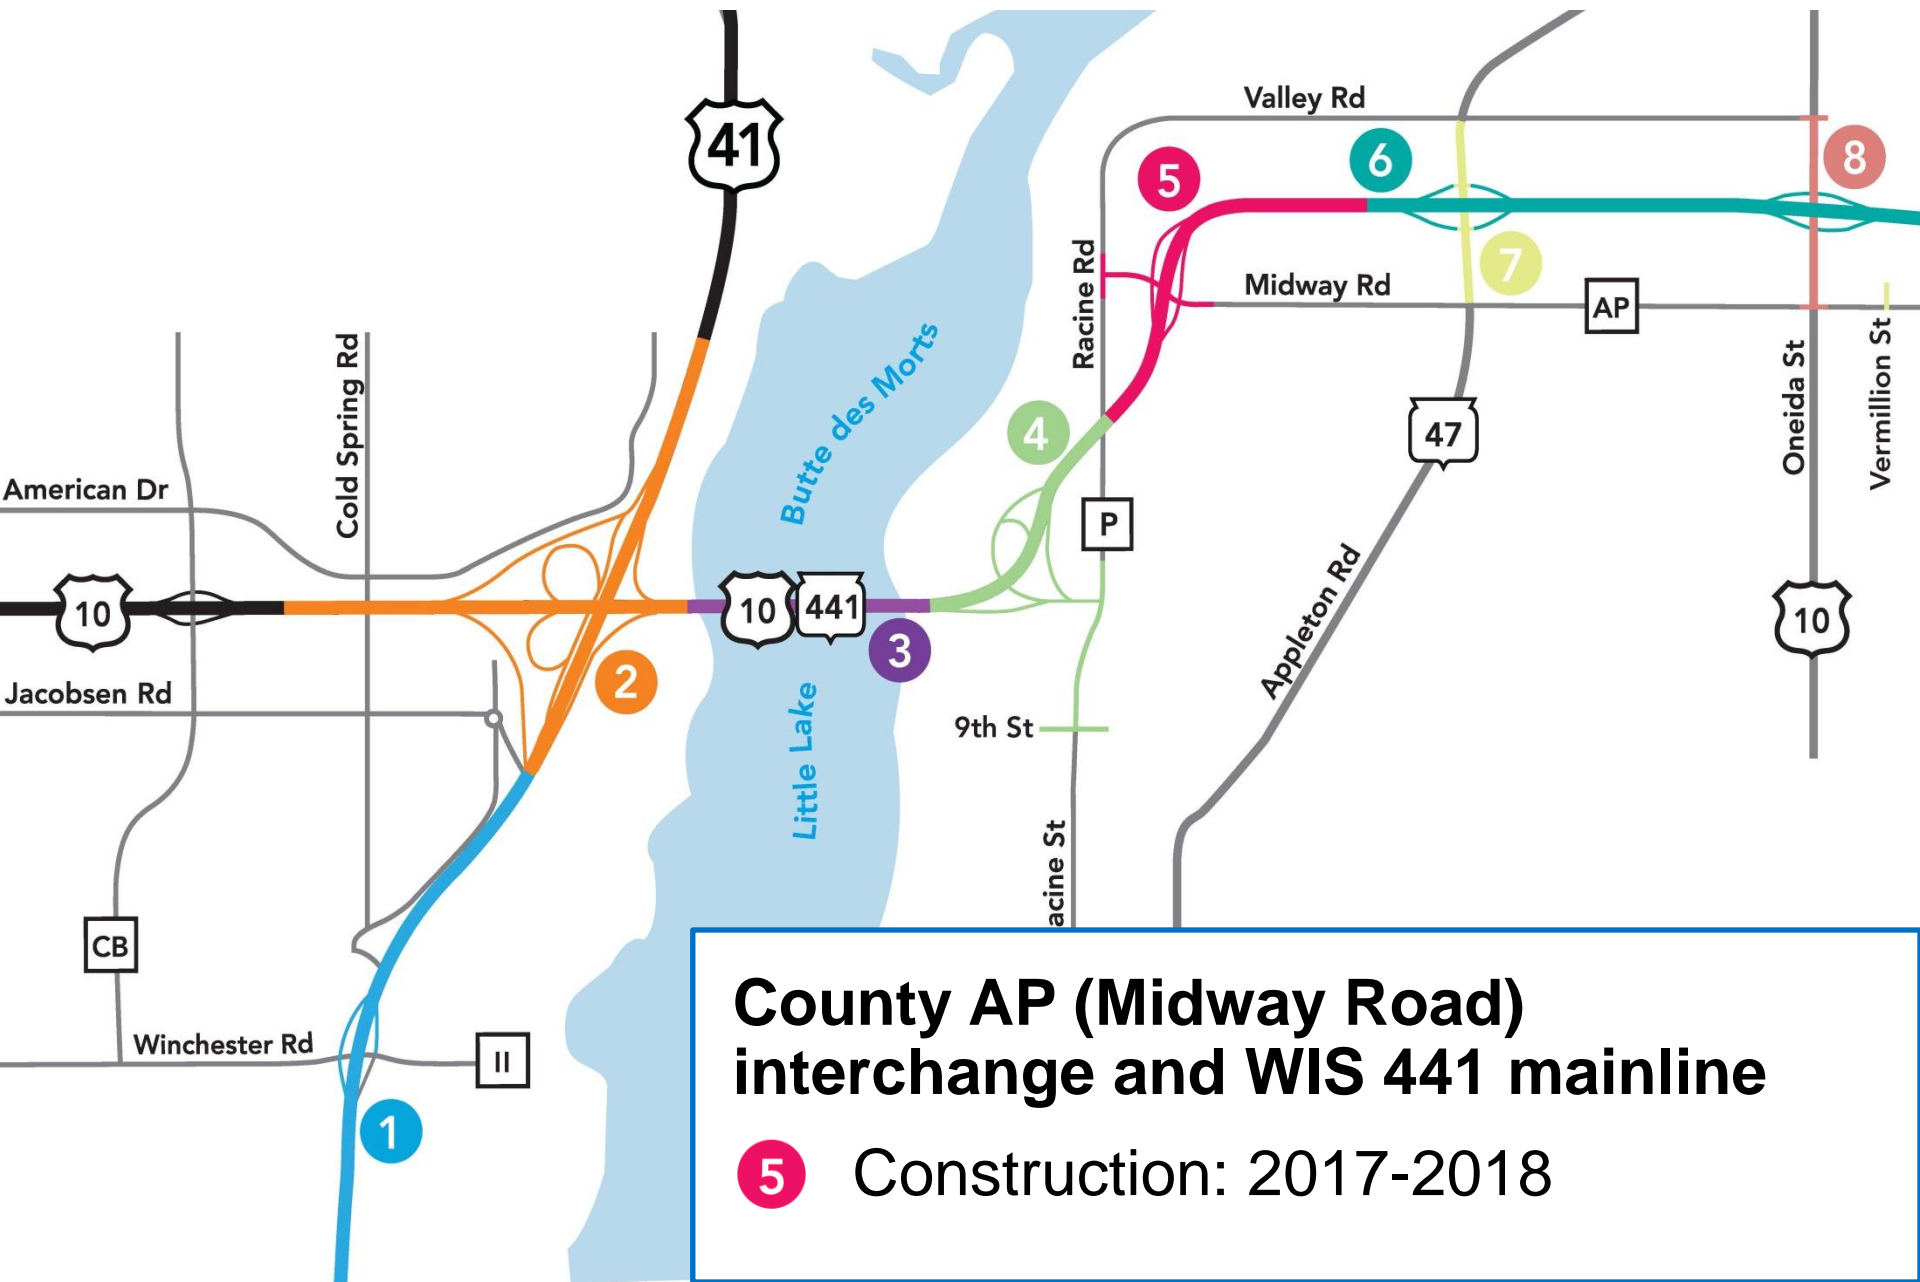 41
Valley Rd
5
6
8
Racine Rd
7
Midway Rd
AP
Butte des Morts
Cold Spring Rd
Oneida St
Vermillion St
4
47
American Dr
P
10
10
441
3
Appleton Rd
10
2
Jacobsen Rd
9th St
Little Lake
acine St
CB
Winchester Rd
II
1
County AP (Midway Road)
interchange and WIS 441 mainline
5 Construction: 2017-2018